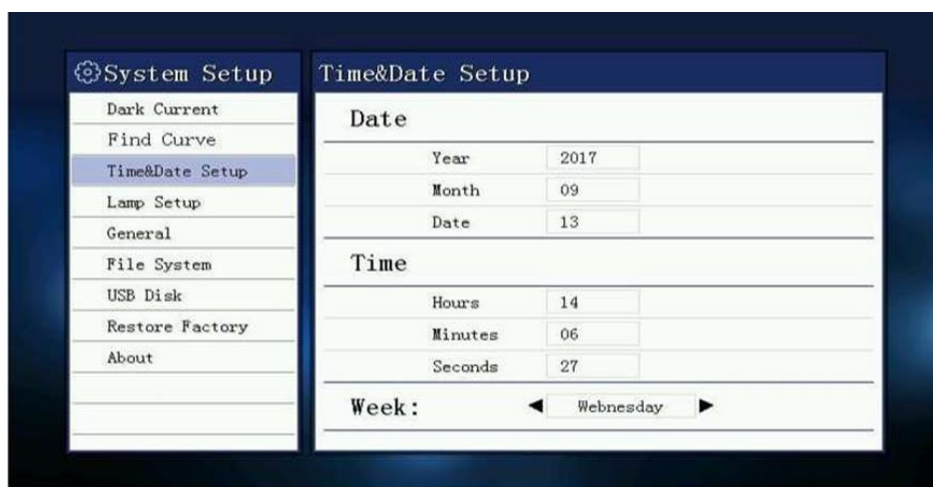 System Setup
Dark Current
Find Curve
Time&Date Setup
Lamp Setup
General
File System
USB Disk
Restore Factory
About
Time&Date Setup
Date
Year 2017
Month 09
Date 13
Time
Hours 14
Minutes 06
Seconds 27
Week: Webnesday